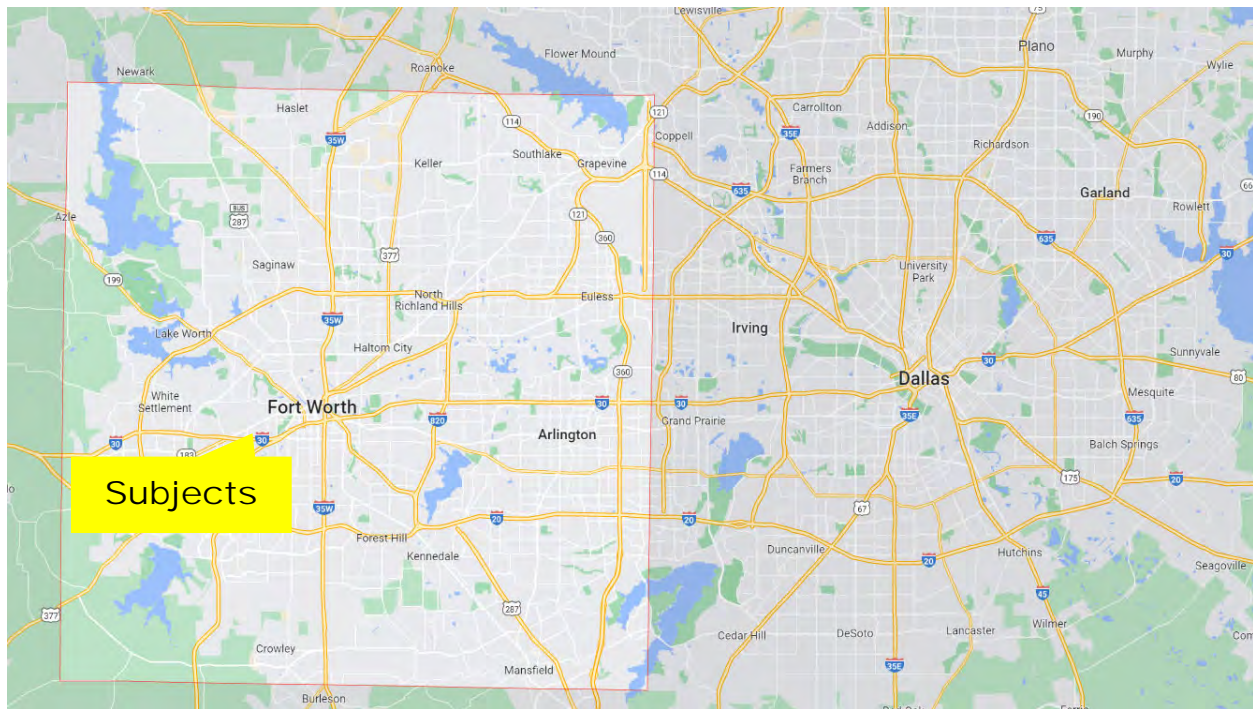 Lewisville
75
Plano
Murphy
Wylie
Flower Mound
Roanoke
Newark
Haslet
121
Carrollton
Addison
190
35W
114
Coppell
35E
Richardson
Keller
Southlake
Grapevine
114
Farmers
Branch
635
Garland
66
Rowlett
Azle
BUS
287
121
360
635
30
377
Saginaw
199
University
Park
North
Richland Hills
Euless
35W
Lake Worth
Haltom City
Irving
30
Sunnyvale
White
Settlement
360
Dallas
80
Mesquite
Fort Worth
30
30
820
35E
635
Grand Prairie
Arlington
30
30
183
Balch Springs
Subjects
175
20
35W
67
20
20
Forest Hill
Kennedale
Duncanville
20
Hutchins
Seagoville
377
287
45
Wilmer
Cedar Hill
DeSoto
Lancaster
Crowley
35E
Mansfield
Burleson